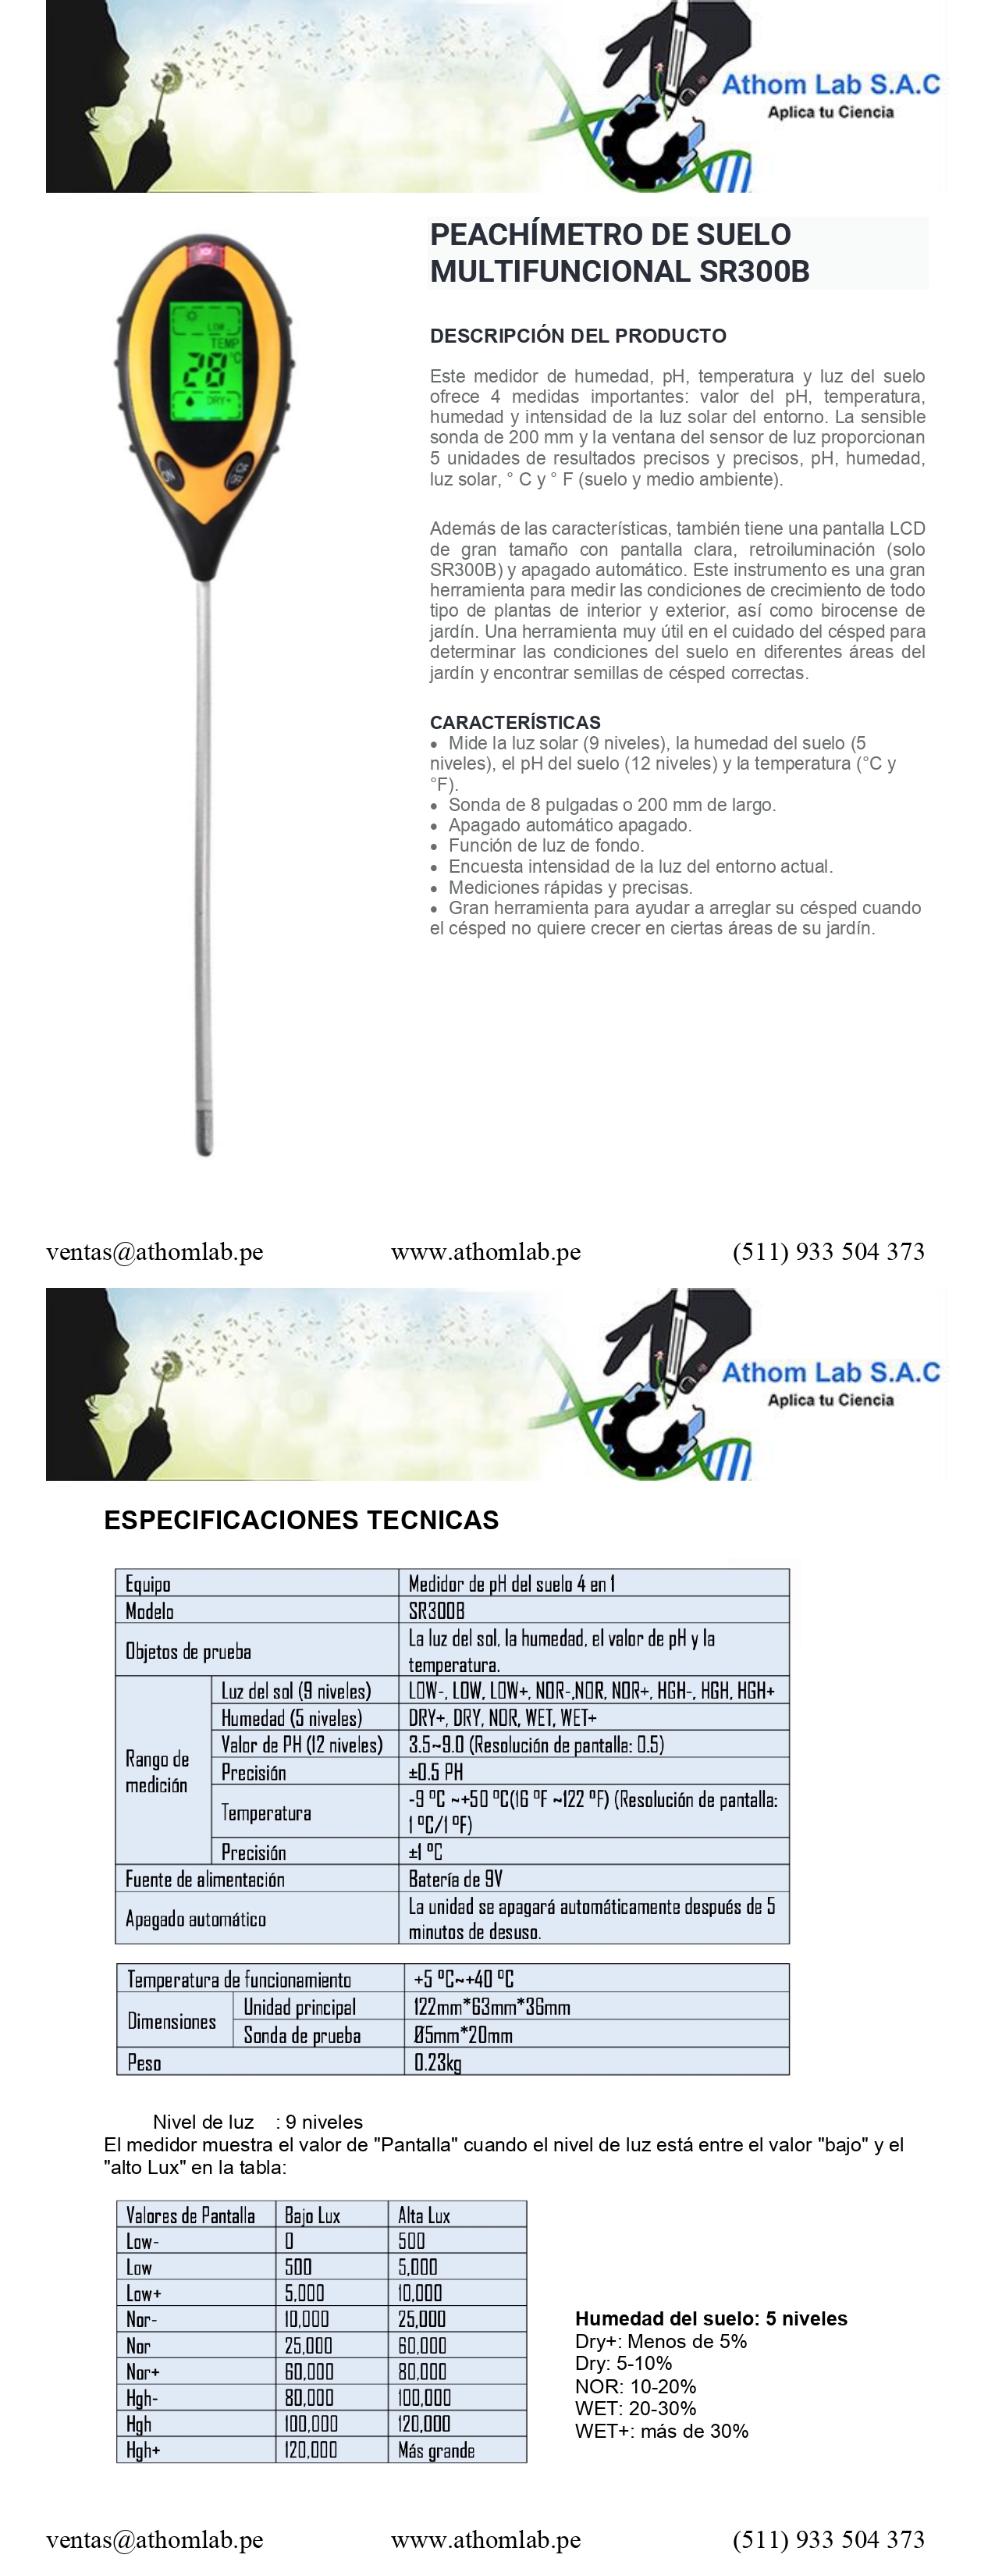 Athom Lab S.A.C
Aplica tu Ciencia
PEACHÍMETRO DE SUELO
MULTIFUNCIONAL SR300B
LOW
TEMP
28 °C
DRY+
ON
°C/°F
OFF
DESCRIPCIÓN DEL PRODUCTO
Este medidor de humedad, pH, temperatura y luz del suelo
ofrece 4 medidas importantes: valor del pH, temperatura,
humedad y intensidad de la luz solar del entorno. La sensible
sonda de 200 mm y la ventana del sensor de luz proporcionan
5 unidades de resultados precisos y precisos, pH, humedad,
luz solar, ° C y ° F (suelo y medio ambiente).
Además de las características, también tiene una pantalla LCD
de gran tamaño con pantalla clara, retroiluminación (solo
SR300B) y apagado automático. Este instrumento es una gran
herramienta para medir las condiciones de crecimiento de todo
tipo de plantas de interior y exterior, así como birocense de
jardín. Una herramienta muy útil en el cuidado del césped para
determinar las condiciones del suelo en diferentes áreas del
jardín y encontrar semillas de césped correctas.
CARACTERÍSTICAS
• Mide la luz solar (9 niveles), la humedad del suelo (5
niveles), el pH del suelo (12 niveles) y la temperatura (°C y
°F).
• Sonda de 8 pulgadas o 200 mm de largo.
• Apagado automático apagado.
• Función de luz de fondo.
• Encuesta intensidad de la luz del entorno actual.
• Mediciones rápidas y precisas.
• Gran herramienta para ayudar a arreglar su césped cuando
el césped no quiere crecer en ciertas áreas de su jardín.
ventas@athomlab.pe www.athomlab.pe (511) 933 504 373
Athom Lab S.A.C
Aplica tu Ciencia
ESPECIFICACIONES TECNICAS
Equipo Medidor de pH del suelo 4 en 1
Modelo SR300B
Objetos de prueba La luz del sol, la humedad, el valor de pH y la
temperatura.
Rango de
medición
Luz del sol (9 niveles) LOW-, LOW, LOW+, NOR-,NOR, NOR+, HGH-, HGH, HGH+
Humedad (5 niveles) DRY+, DRY, NOR, WET, WET+
Valor de PH (12 niveles) 3.5~9.0 (Resolución de pantalla: 0.5)
Precisión ±0.5 PH
Temperatura -9 ºC ~+50 ºC(16 ºF ~122 ºF) (Resolución de pantalla:
1 ºC/1 ºF)
Precisión ±1 ºC
Fuente de alimentación Batería de 9V
Apagado automático La unidad se apagará automáticamente después de 5
minutos de desuso.
Temperatura de funcionamiento +5 ºC~+40 ºC
Dimensiones
Unidad principal 122mm*63mm*36mm
Sonda de prueba Ø5mm*20mm
Peso 0.23kg
Nivel de luz : 9 niveles
El medidor muestra el valor de "Pantalla" cuando el nivel de luz está entre el valor "bajo" y el
"alto Lux" en la tabla:
Valores de Pantalla Bajo Lux Alta Lux
Low- 0 500
Low 500 5,000
Low+ 5,000 10,000
Nor- 10,000 25,000
Nor 25,000 60,000
Nor+ 60,000 80,000
Hgh- 80,000 100,000
Hgh 100,000 120,000
Hgh+ 120,000 Más grande
Humedad del suelo: 5 niveles
Dry+: Menos de 5%
Dry: 5-10%
NOR: 10-20%
WET: 20-30%
WET+: más de 30%
ventas@athomlab.pe www.athomlab.pe (511) 933 504 373